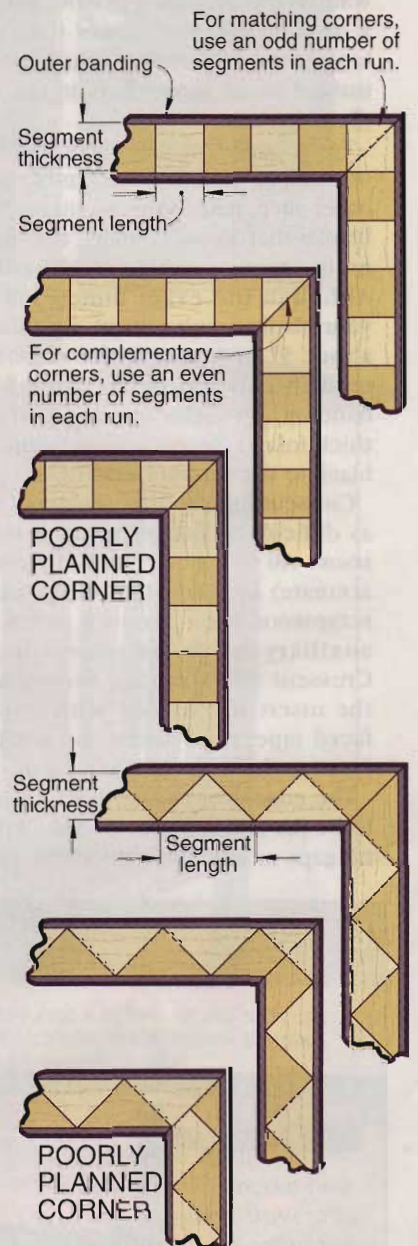 For matching corners,
use an odd number of
segments in each run.
Outer banding
Segment
thickness
Segment length
For complementary
corners, use an even
number of segments
in each run.
POORLY
PLANNED
CORNER
Segment
thickness
Segment
length
POORLY
PLANNED
CORNER